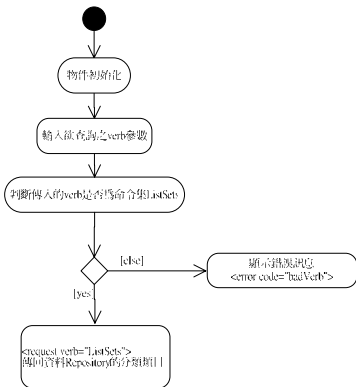 物件初始化
輸入欲查詢之verb參數
判斷傳入的verb是否為命令集ListSets
[else]
顯示錯誤訊息
<error code="badVerb">
[yes]
<request verb="ListSets">
傳回資料Repository的分類類目